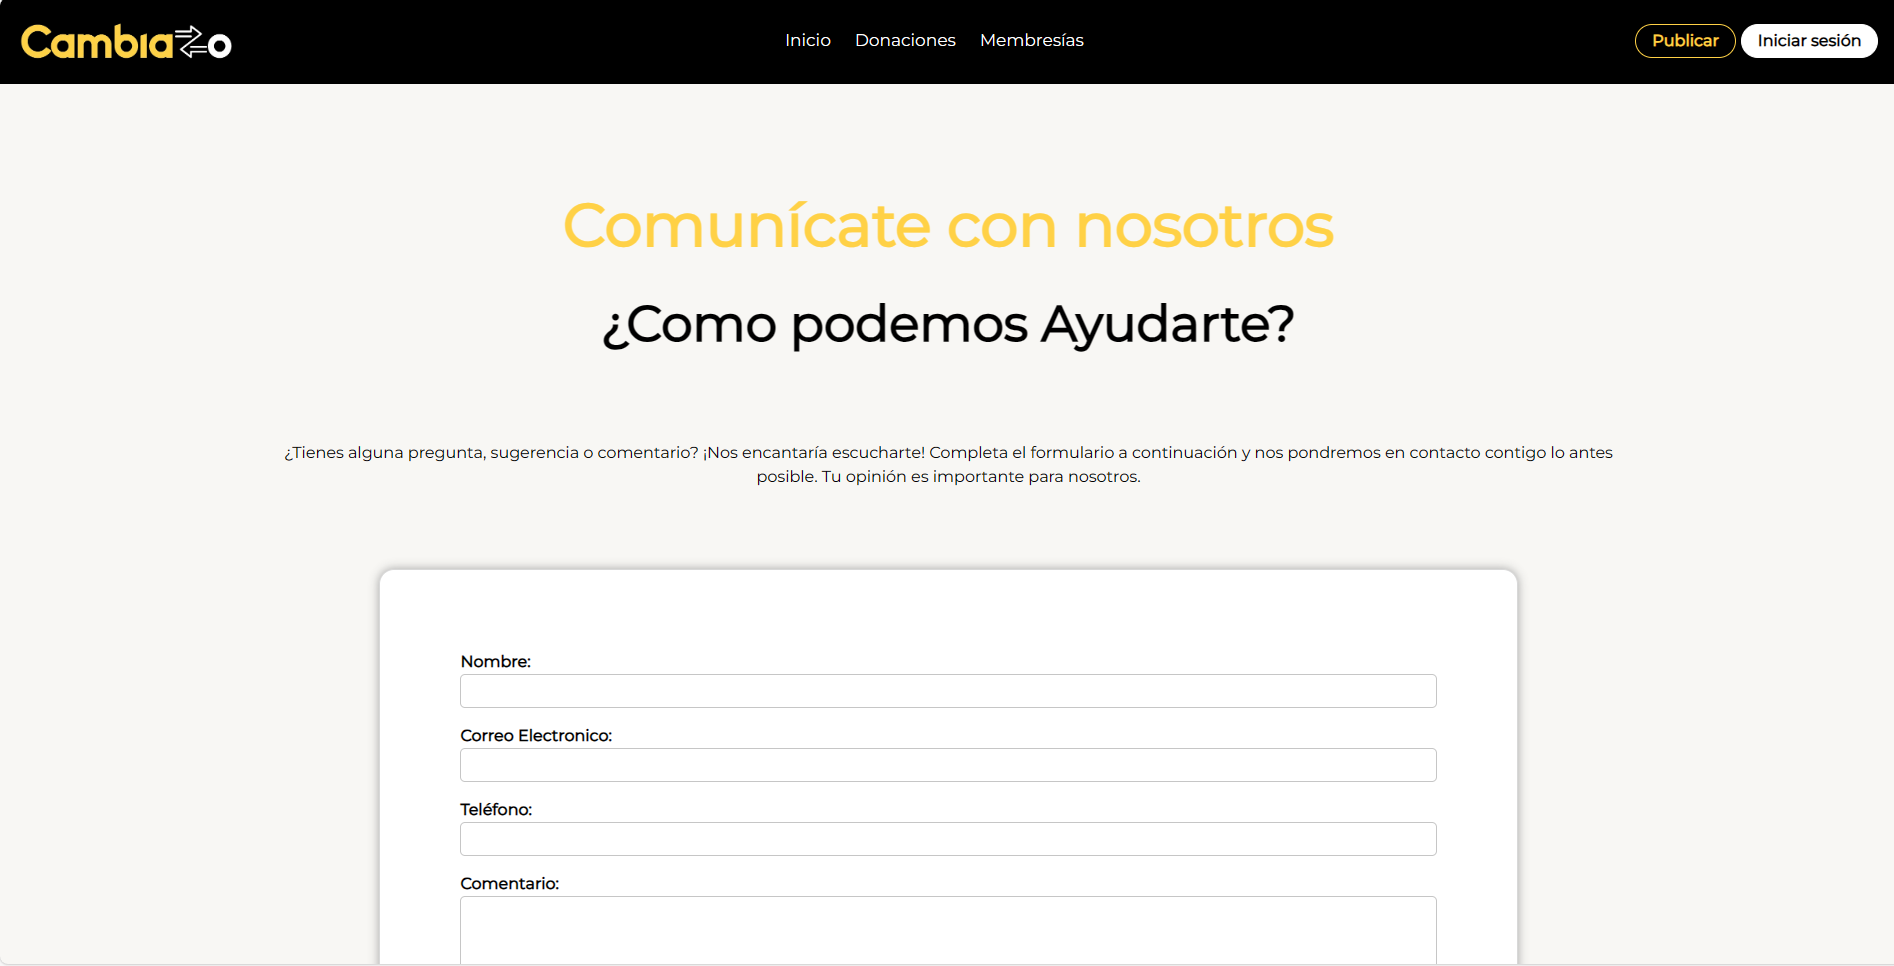 Cambiazo
Inicio Donaciones Membresías
Publicar Iniciar sesión
Comunícate con nosotros
¿Como podemos Ayudarte?
¿Tienes alguna pregunta, sugerencia o comentario? ¡Nos encantaría escucharte! Completa el formulario a continuación y nos pondremos en contacto contigo lo antes
posible. Tu opinión es importante para nosotros.
Nombre:
Correo Electronico:
Teléfono:
Comentario: